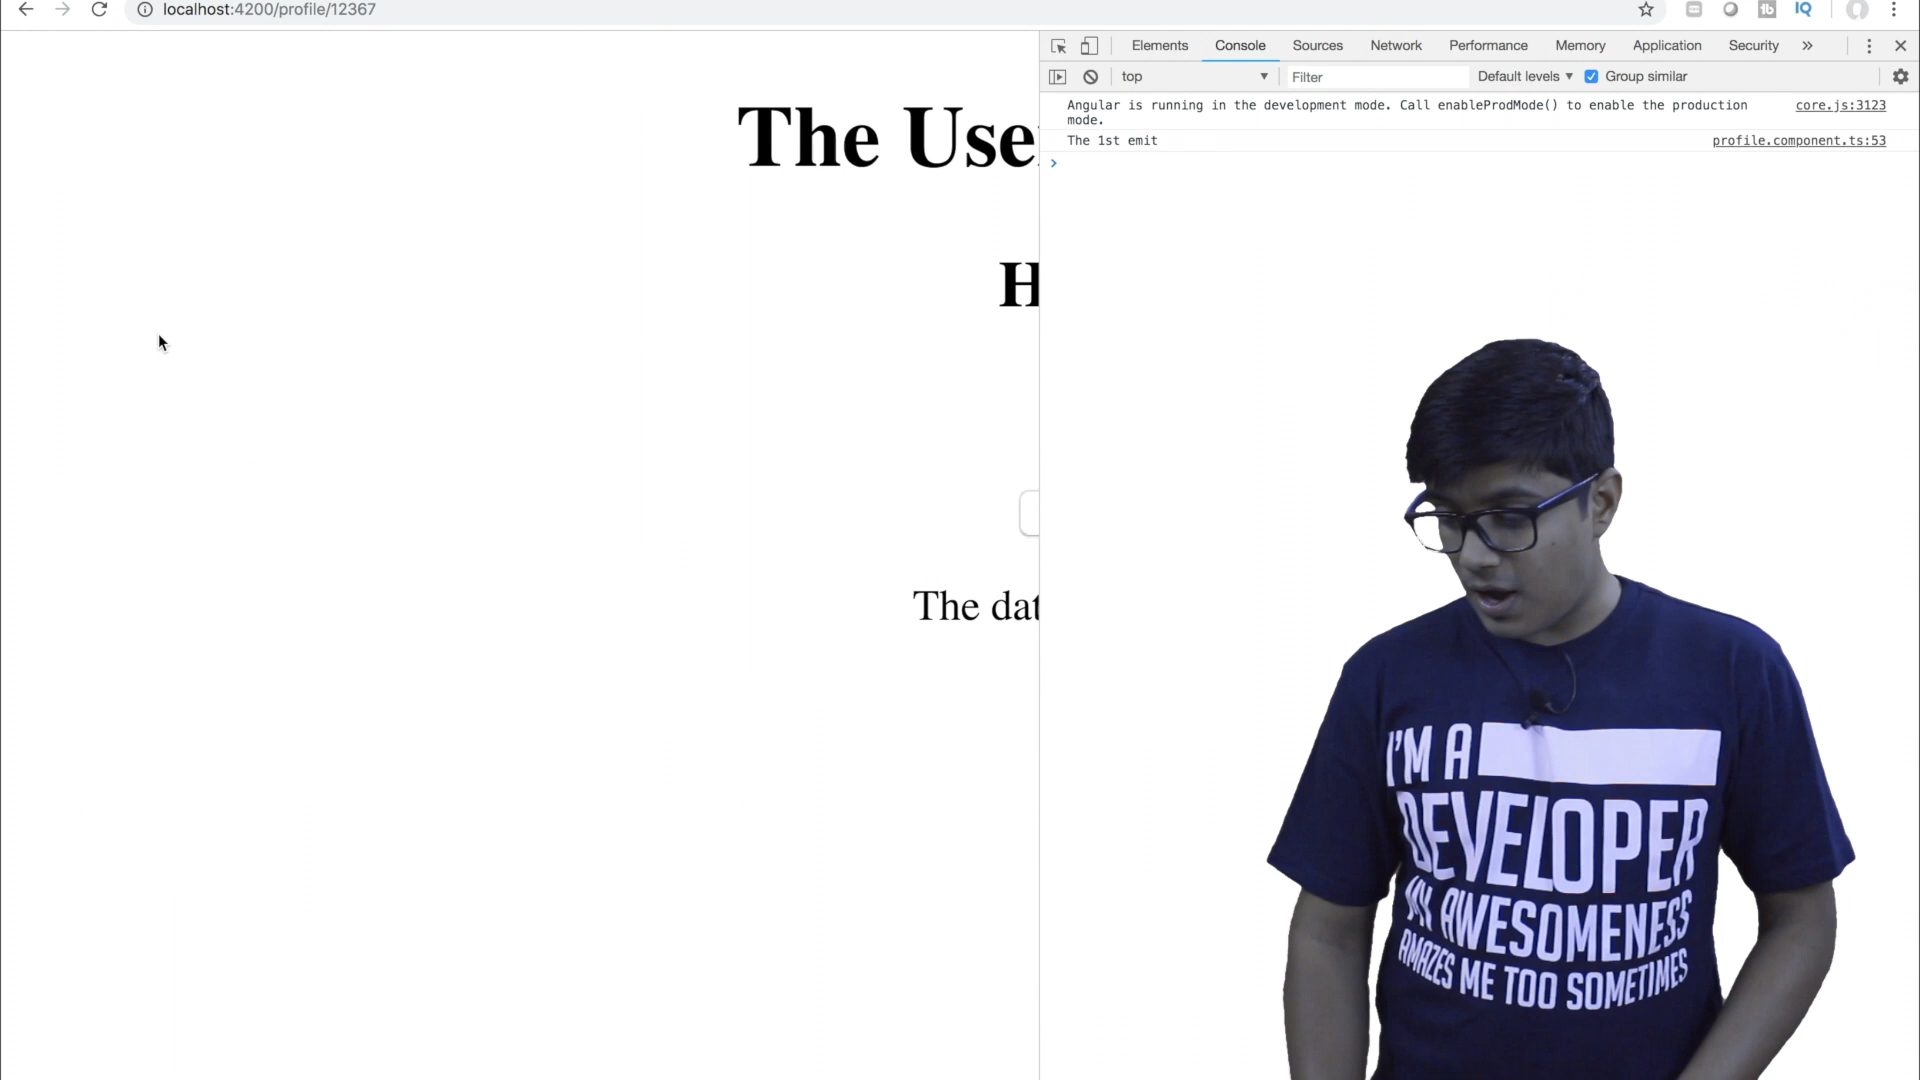 localhost:4200/profile/12367
Elements Console Sources Network Performance Memory Application Security
top Filter Default levels Group similar
Angular is running in the development mode. Call enableProdMode() to enable the production core.js:3123
mode.
The 1st emit profile.component.ts:53
The Use
H
The dat
I'M A
DEVELOPER
MY AWESOMENESS
AMAZES ME TOO SOMETIMES